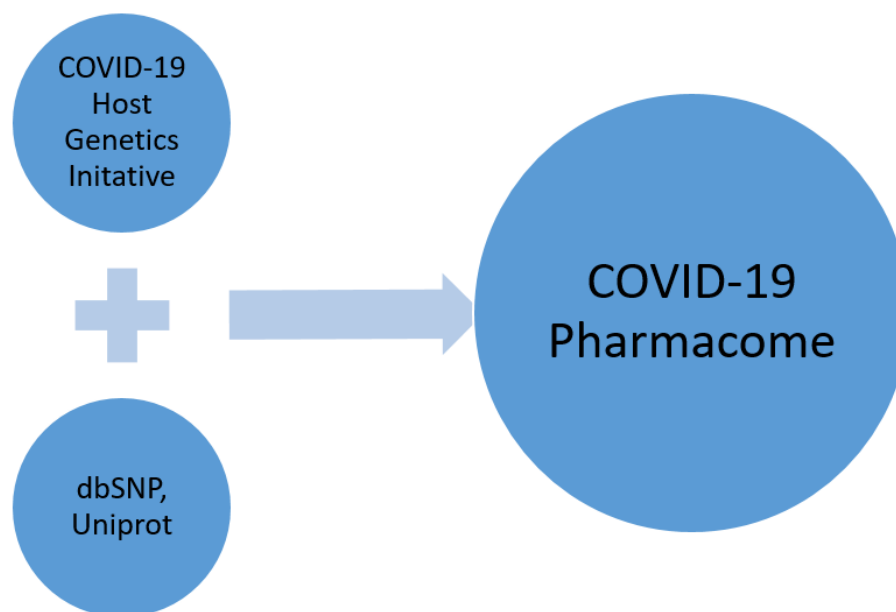 COVID-19
Host
Genetics
Initative
COVID-19
Pharmacome
dbSNP,
Uniprot